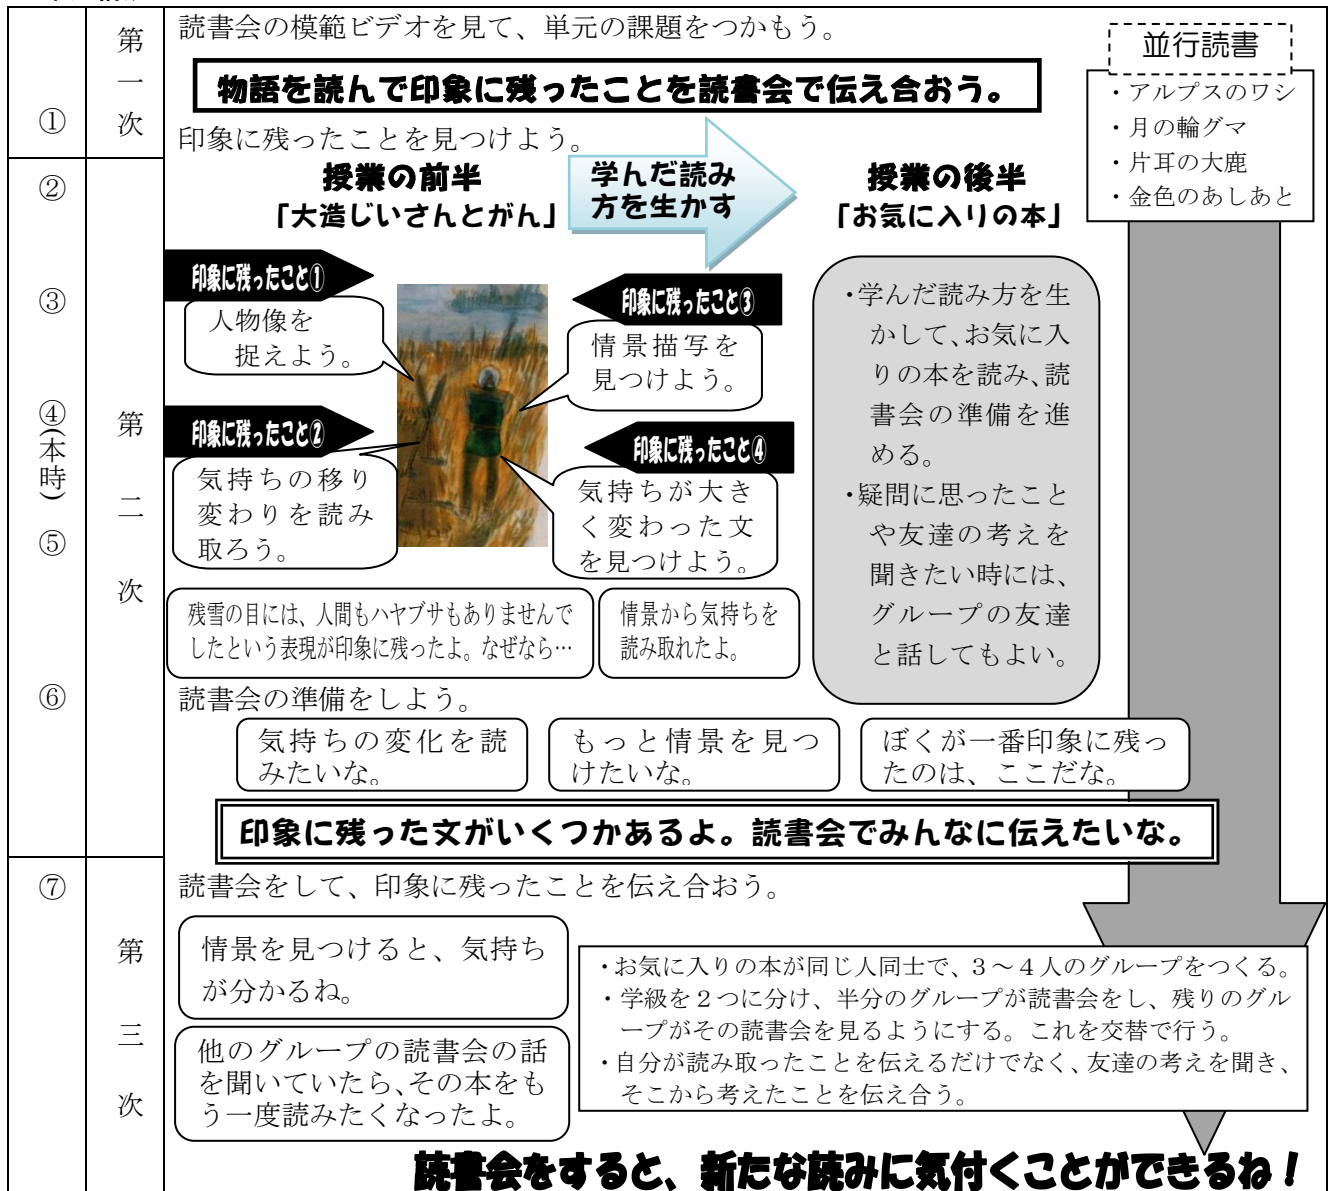 第一次
①
読書会の模範ビデオを見て、単元の課題をつかもう。
物語を読んで印象に残ったことを読書会で伝え合おう。
印象に残ったことを見つけよう。
並行読書
・アルプスのワシ
・月の輪グマ
・片耳の大鹿
・金色のあしあと
②
③
④(本時)
⑤
⑥
第二次
授業の前半
「大造じいさんとがん」
学んだ読み
方を生かす
授業の後半
「お気に入りの本」
印象に残ったこと①
人物像を
捉えよう。
印象に残ったこと③
情景描写を
見つけよう。
印象に残ったこと②
気持ちの移り
変わりを読み
取ろう。
印象に残ったこと④
気持ちが大き
く変わった文
を見つけよう。
・学んだ読み方を生
かして、お気に入
りの本を読み、読
書会の準備を進
める。
・疑問に思ったこと
や友達の考えを
聞きたい時には、
グループの友達
と話してもよい。
残雪の目には、人間もハヤブサもありませんで
したという表現が印象に残ったよ。なぜなら…
情景から気持ちを
読み取れたよ。
読書会の準備をしよう。
気持ちの変化を読
みたいな。
もっと情景を見つ
けたいな。
ぼくが一番印象に残っ
たのは、ここだな。
印象に残った文がいくつかあるよ。読書会でみんなに伝えたいな。
⑦
第三次
読書会をして、印象に残ったことを伝え合おう。
情景を見つけると、気持ち
が分かるね。
他のグループの読書会の話
を聞いていたら、その本をも
う一度読みたくなったよ。
・お気に入りの本が同じ人同士で、3～4人のグループをつくる。
・学級を2つに分け、半分のグループが読書会をし、残りのグル
ープがその読書会を見るようにする。これを交替で行う。
・自分が読み取ったことを伝えるだけでなく、友達の考えを聞き、
そこから考えたことを伝え合う。
読書会をすると、新たな読みに気付くことができるね！